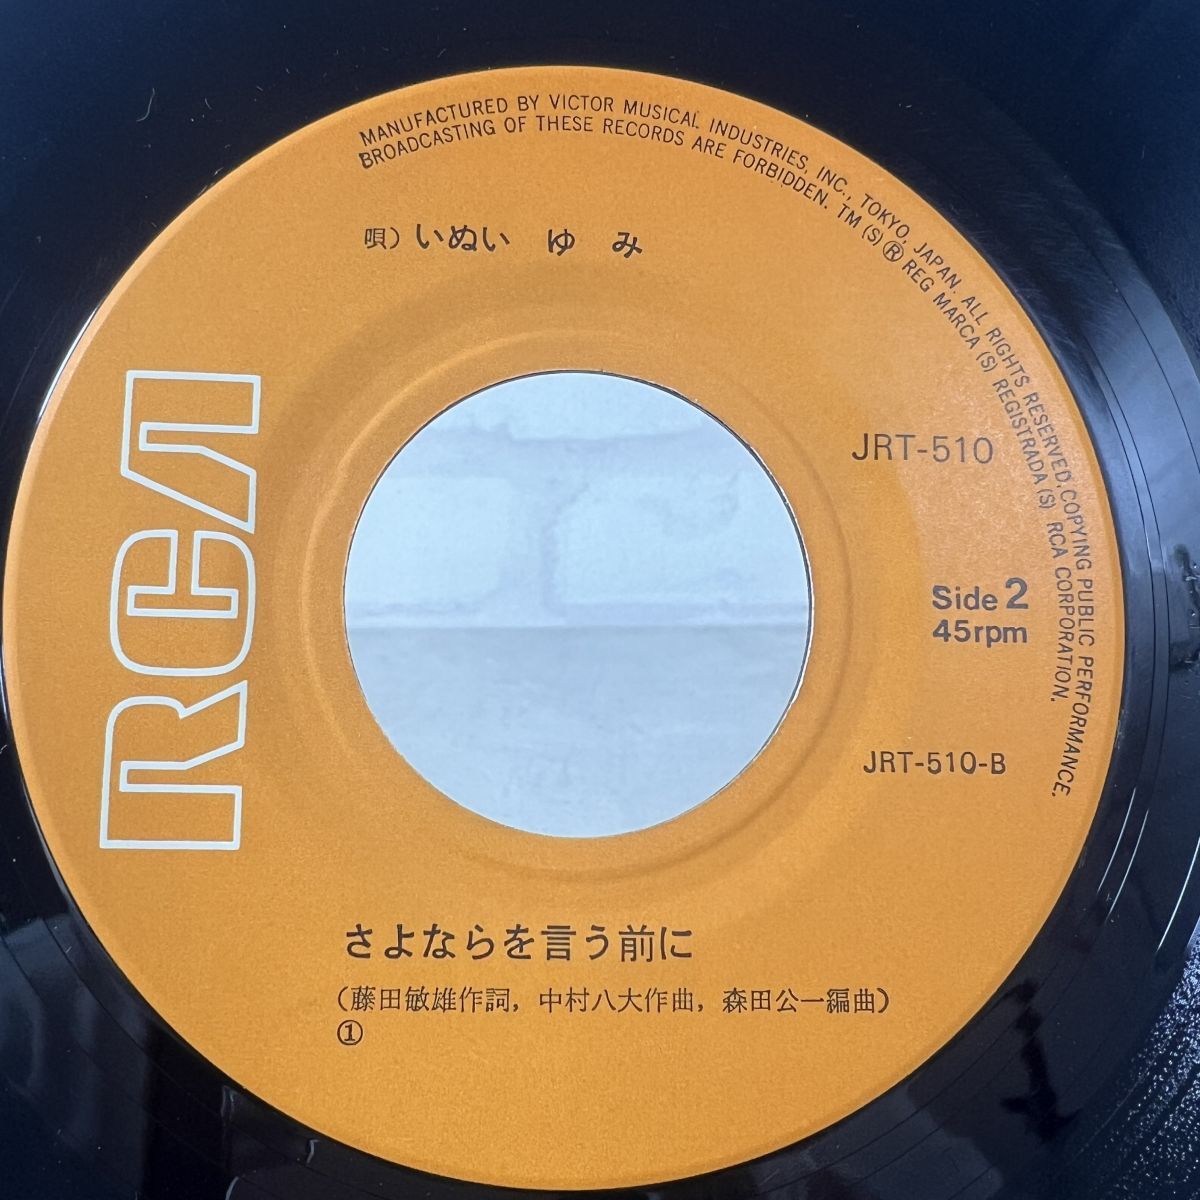 MANUFACTURED BY VICTOR MUSICAL INDUSTRIES, INC., TOKYO, JAPAN. ALL RIGHTS RESERVED. COPYING PUBLIC PERFORMANCE.
BROADCASTING OF THESE RECORDS ARE FORBIDDEN. TM (S) ® REG MARCA (S) REGISTRADA (S) RCA CORPORATION.
唄) いぬい ゆ み
RCA
JRT-510
Side 2
45rpm
JRT-510-B
さよならを言う前に
(藤田敏雄作詞, 中村八大作曲, 森田公一編曲)
①